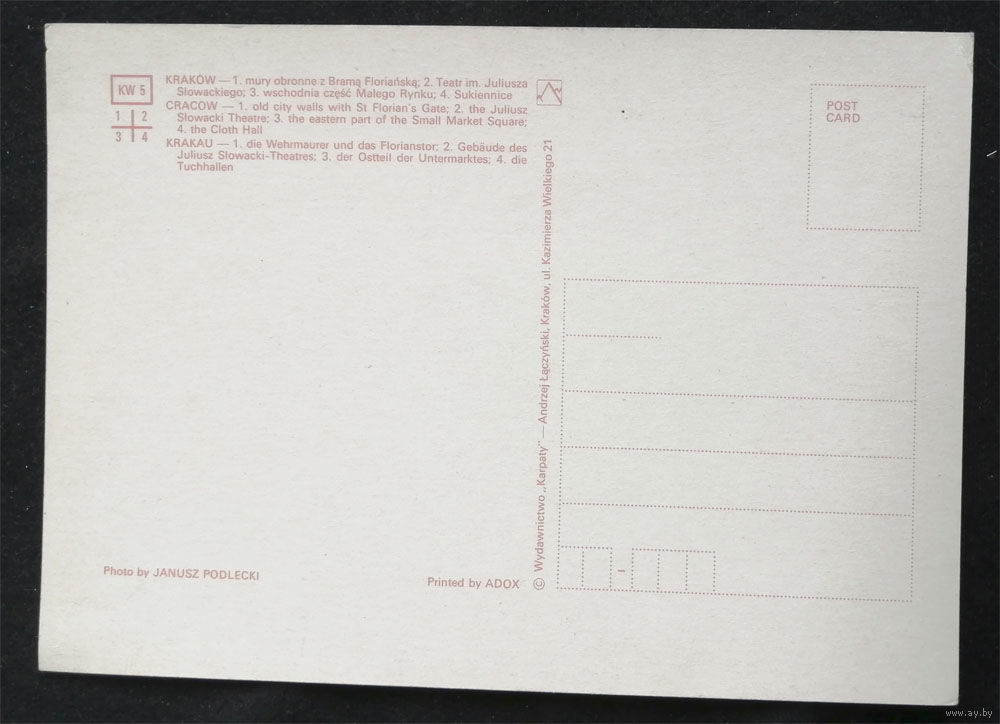 KW 5
1 2
3 4
KRAKÓW — 1. mury obronne z Bramą Floriańską; 2. Teatr im. Juliusza
Słowackiego; 3. wschodnia część Małego Rynku; 4. Sukiennice
CRACOW — 1. old city walls with St Florian's Gate; 2. the Juliusz
Słowacki Theatre; 3. the eastern part of the Small Market Square;
4. the Cloth Hall
KRAKAU — 1. die Wehrmaurer und das Florianstor; 2. Gebäude des
Juliusz Słowacki-Theatres; 3. der Ostteil der Untermarktes; 4. die
Tuchhallen
Photo by JANUSZ PODLECKI
Printed by ADOX
© Wydawnictwo „Karpaty" — Andrzej Łączyński, Kraków, ul. Kazimierza Wielkiego 21
POST
CARD
–
www.ay.by